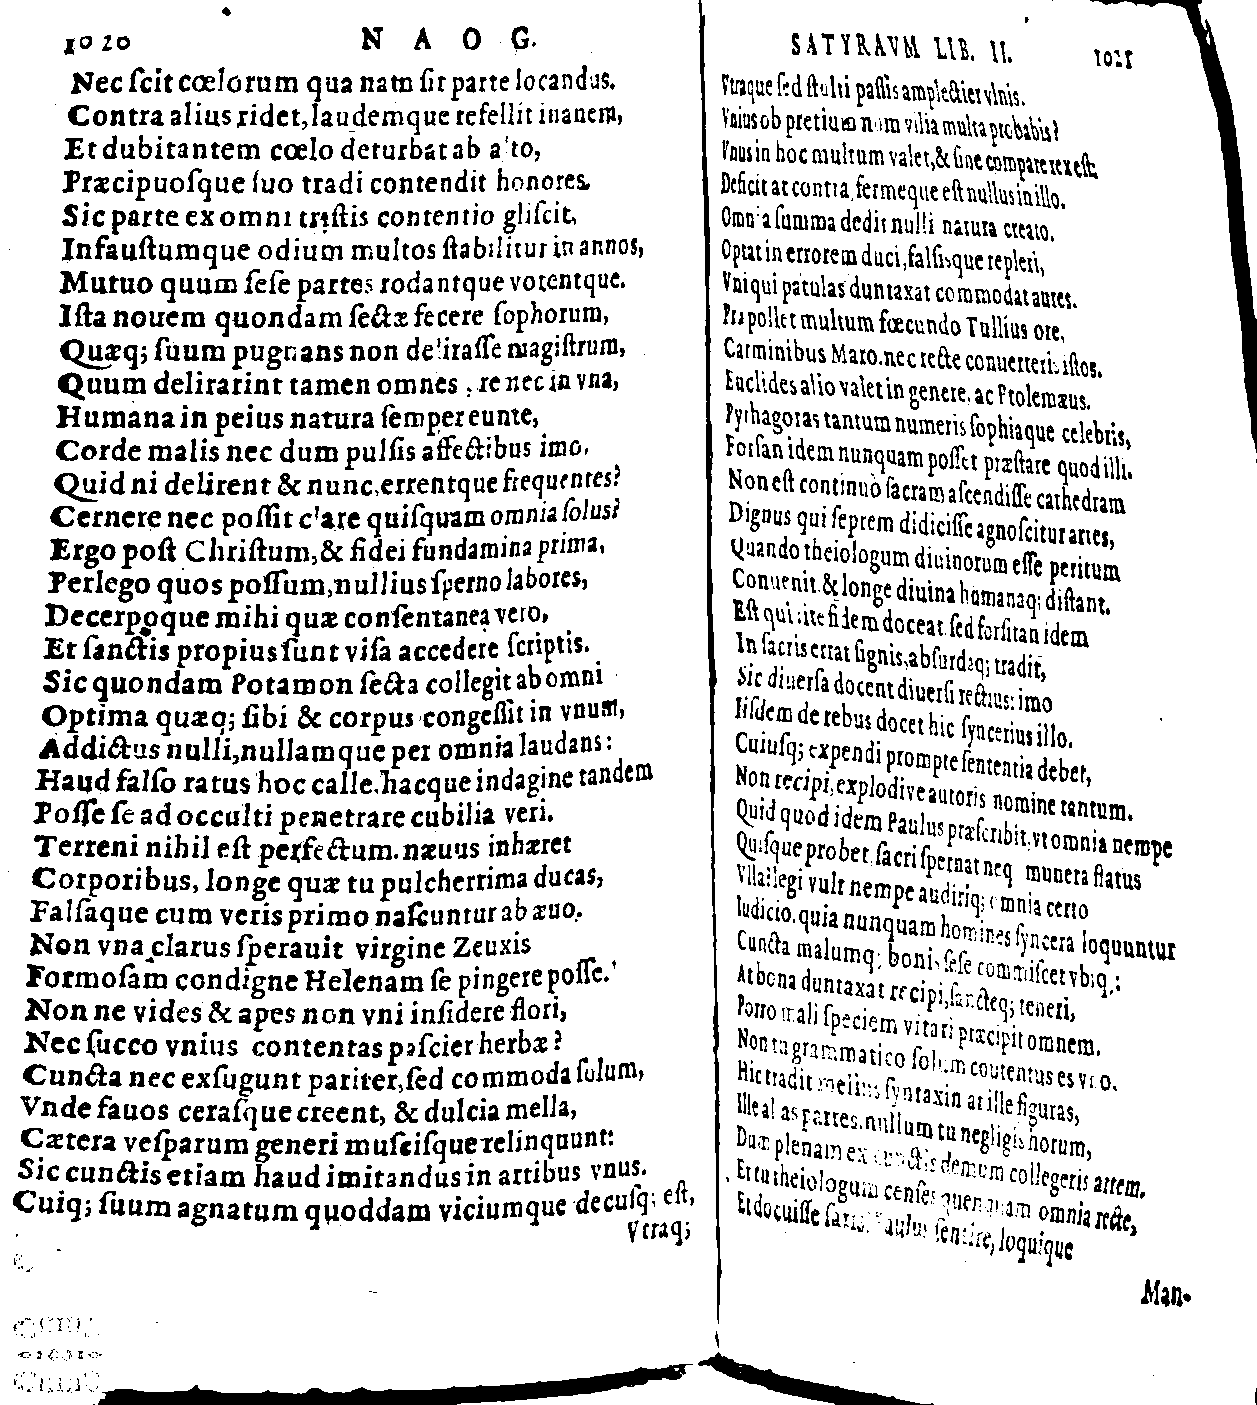 1020 NAOG.
Nec ſcit cœlorum qua nam ſit parte locandus.
Contra alius ridet, laudemque refellit inanem,
Et dubitantem cœlo deturbat ab alto,
Præcipuoſque ſuo tradi contendit honores.
Sic parte ex omni triſtis contentio gliſcit,
Infauſtumque odium multos ſtabilitur in annos,
Mutuo quum ſeſe partes rodantque votentque.
Iſta nouem quondam ſectæ fecere ſophorum,
Quæq; ſuum pugnans non deliraſſe magiſtrum,
Quum delirarint tamen omnes, re nec in vna,
Humana in peius natura ſemper eunte,
Corde malis nec dum pulſis affectibus imo.
Quid ni delirent & nunc, errentque frequentes?
Cernere nec poſſit clare quiſquam omnia ſolus?
Ergo poſt Chriſtum, & fidei fundamina prima,
Perlego quos poſſum, nullius ſperno labores,
Decerpoque mihi quæ conſentanea vero,
Et ſanctis propius ſunt viſa accedere ſcriptis.
Sic quondam Potamon ſecta collegit ab omni
Optima quæq; ſibi & corpus congeſſit in vnum,
Addictus nulli, nullamque per omnia laudans:
Haud falſo ratus hoc calle, hacque indagine tandem
Poſſe ſe ad occulti penetrare cubilia veri.
Terreni nihil eſt perfectum. næuus inhæret
Corporibus, longe quæ tu pulcherrima ducas,
Falſaque cum veris primo naſcuntur ab æuo.
Non vna clarus ſperauit virgine Zeuxis
Formoſam condigne Helenam ſe pingere poſſe.
Non ne vides & apes non vni inſidere flori,
Nec ſucco vnius contentas paſcier herbæ?
Cuncta nec exſugunt pariter, ſed commoda ſolum,
Vnde fauos ceraſque creent, & dulcia mella,
Cætera veſparum generi muſciſque relinquunt:
Sic cunctis etiam haud imitandus in artibus vnus.
Cuiq; ſuum agnatum quoddam viciumque decuſq; eſt,
Vtraq;
SATYRAVM LIB. II. 1021
Vtraque ſed ſtulti paſſis amplectier vlnis.
Vnius ob pretium num vilia multa probabis?
Vnus in hoc multum valet, & ſine compare rex eſt.
Deficit at contra, fermeque eſt nullus in illo.
Omnia ſumma dedit nulli natura creato.
Optat in errorem duci, falſisque repleri,
Vni qui patulas duntaxat commodat aures.
Præpollet multum fœcundo Tullius ore,
Carminibus Maro. nec recte conuerteris iſtos.
Euclides alio valet in genere, ac Ptolemæus.
Pythagoras tantum numeris ſophiaque celebris,
Forſan idem nunquam poſſet præſtare quod illi.
Non eſt continuo ſacram aſcendiſſe cathedram
Dignus qui ſeptem didiciſſe agnoſcitur artes,
Quando theiologum diuinorum eſſe peritum
Conuenit. & longe diuina humanaq; diſtant.
Eſt qui rite fidem doceat. ſed forſitan idem
In ſacris errat ſignis, abſurdaq; tradit,
Sic diuerſa docent diuerſi rectius: imo
Iiſdem de rebus docet hic ſyncerius illo.
Cuiuſq; expendi prompte ſententia debet,
Non recipi, explodive autoris nomine tantum.
Quid quod idem Paulus præſcribit, vt omnia nempe
Quiſque probet, ſacri ſpernat neq munera flatus
Vlla: legi vult nempe audiriq; omnia certo
Iudicio. quia nunquam homines ſyncera loquuntur
Cuncta malumq; bonis ſeſe commiſcet vbiq;:
At bona duntaxat recipi, ſancteq; teneri,
Porro mali ſpeciem vitari præcipit omnem.
Non tu grammatico ſolum contentus es vno.
Hic tradit melius ſyntaxin at ille figuras,
Ille alias partes. nullum tu negligis horum,
Dum plenam ex cunctis demum collegeris artem.
Et tu theiologum cenſes quenquam omnia recte,
Et docuiſſe ſatis? Paulus ſentire, loquique
Man-